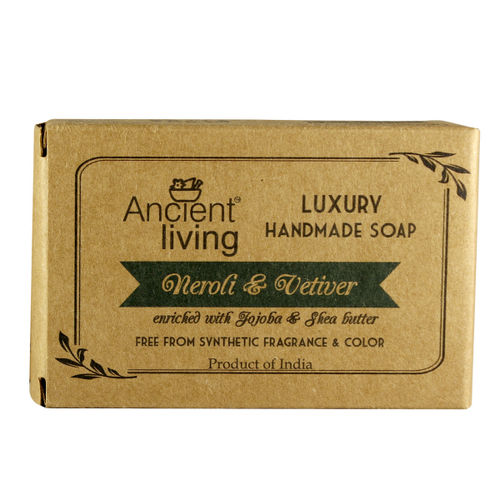 Ancient™
living
LUXURY
HANDMADE SOAP
Neroli & Vetiver
enriched with Jojoba & Shea butter
FREE FROM SYNTHETIC FRAGRANCE & COLOR
Product of India